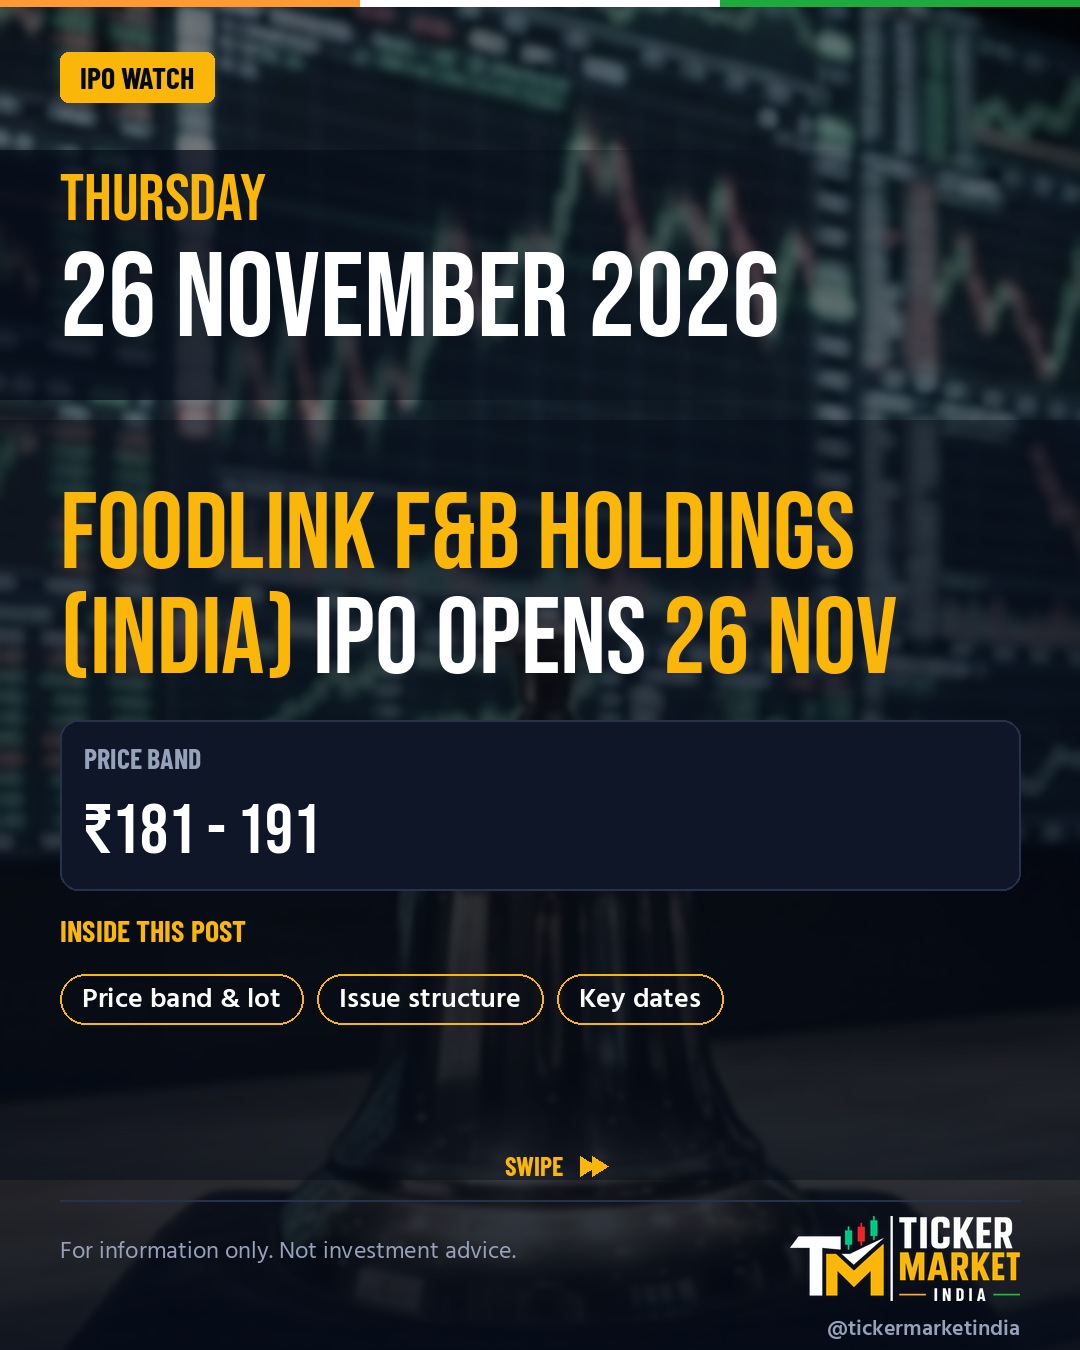 IPO WATCH
THURSDAY
26 NOVEMBER 2026
FOODLINK F&B HOLDINGS
(INDIA) IPO OPENS 26 NOV
PRICE BAND
₹181 - 191
INSIDE THIS POST
Price band & lot
Issue structure
Key dates
SWIPE
For information only. Not investment advice.
TM
TICKER
MARKET
INDIA
@tickermarketindia